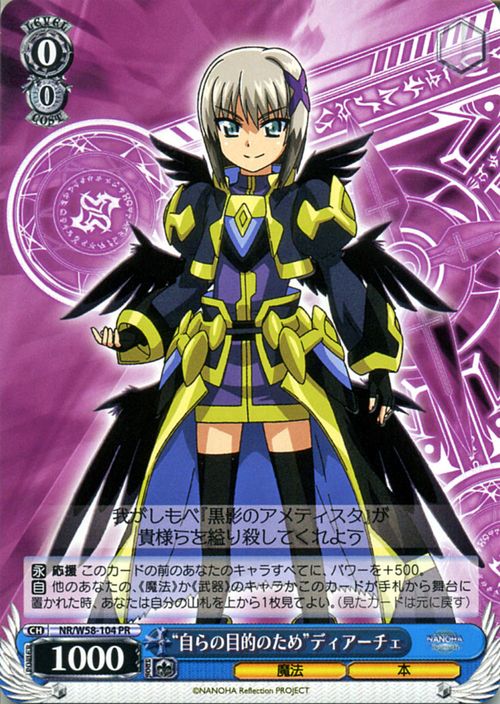 LEVEL
0
0
COST
我がしもべ『黒影のアメティスタ』が
貴様らを縊り殺してくれよう
永 応援 このカードの前のあなたのキャラすべてに、パワーを+500。
自 他のあなたの、《魔法》か《武器》のキャラかこのカードが手札から舞台に
置かれた時、あなたは自分の山札を上から1枚見てよい。(見たカードは元に戻す)
CH NR/W58-104 PR
POWER 1000 SOUL
“自らの目的のため”ディアーチェ
NANOHA
魔法 本
©NANOHA Reflection PROJECT